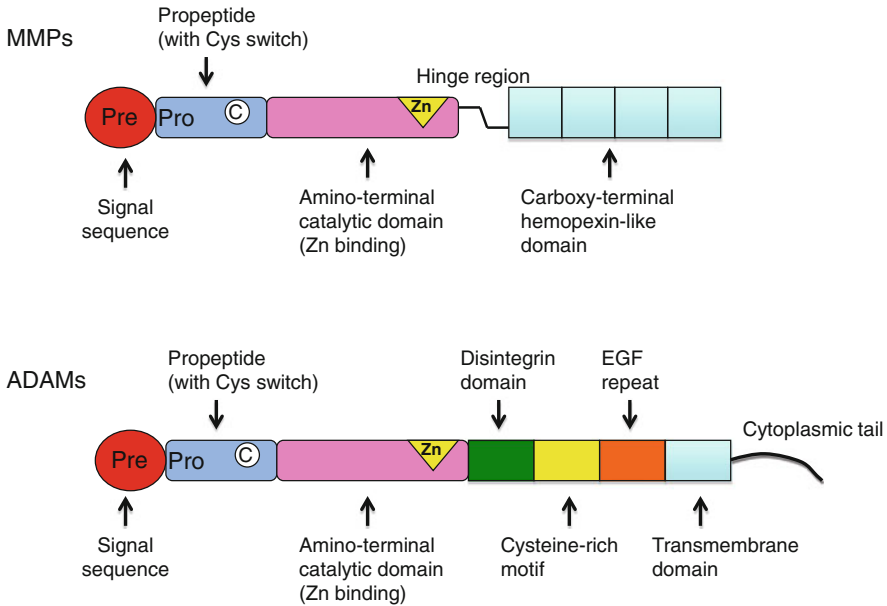 MMPs
Propeptide
(with Cys switch)
Hinge region
Pre
Pro
C
Zn
Signal
sequence
Amino-terminal
catalytic domain
(Zn binding)
Carboxy-terminal
hemopexin-like
domain
ADAMs
Propeptide
(with Cys switch)
Disintegrin
domain
EGF
repeat
Cytoplasmic tail
Pre
Pro
C
Zn
Signal
sequence
Amino-terminal
catalytic domain
(Zn binding)
Cysteine-rich
motif
Transmembrane
domain